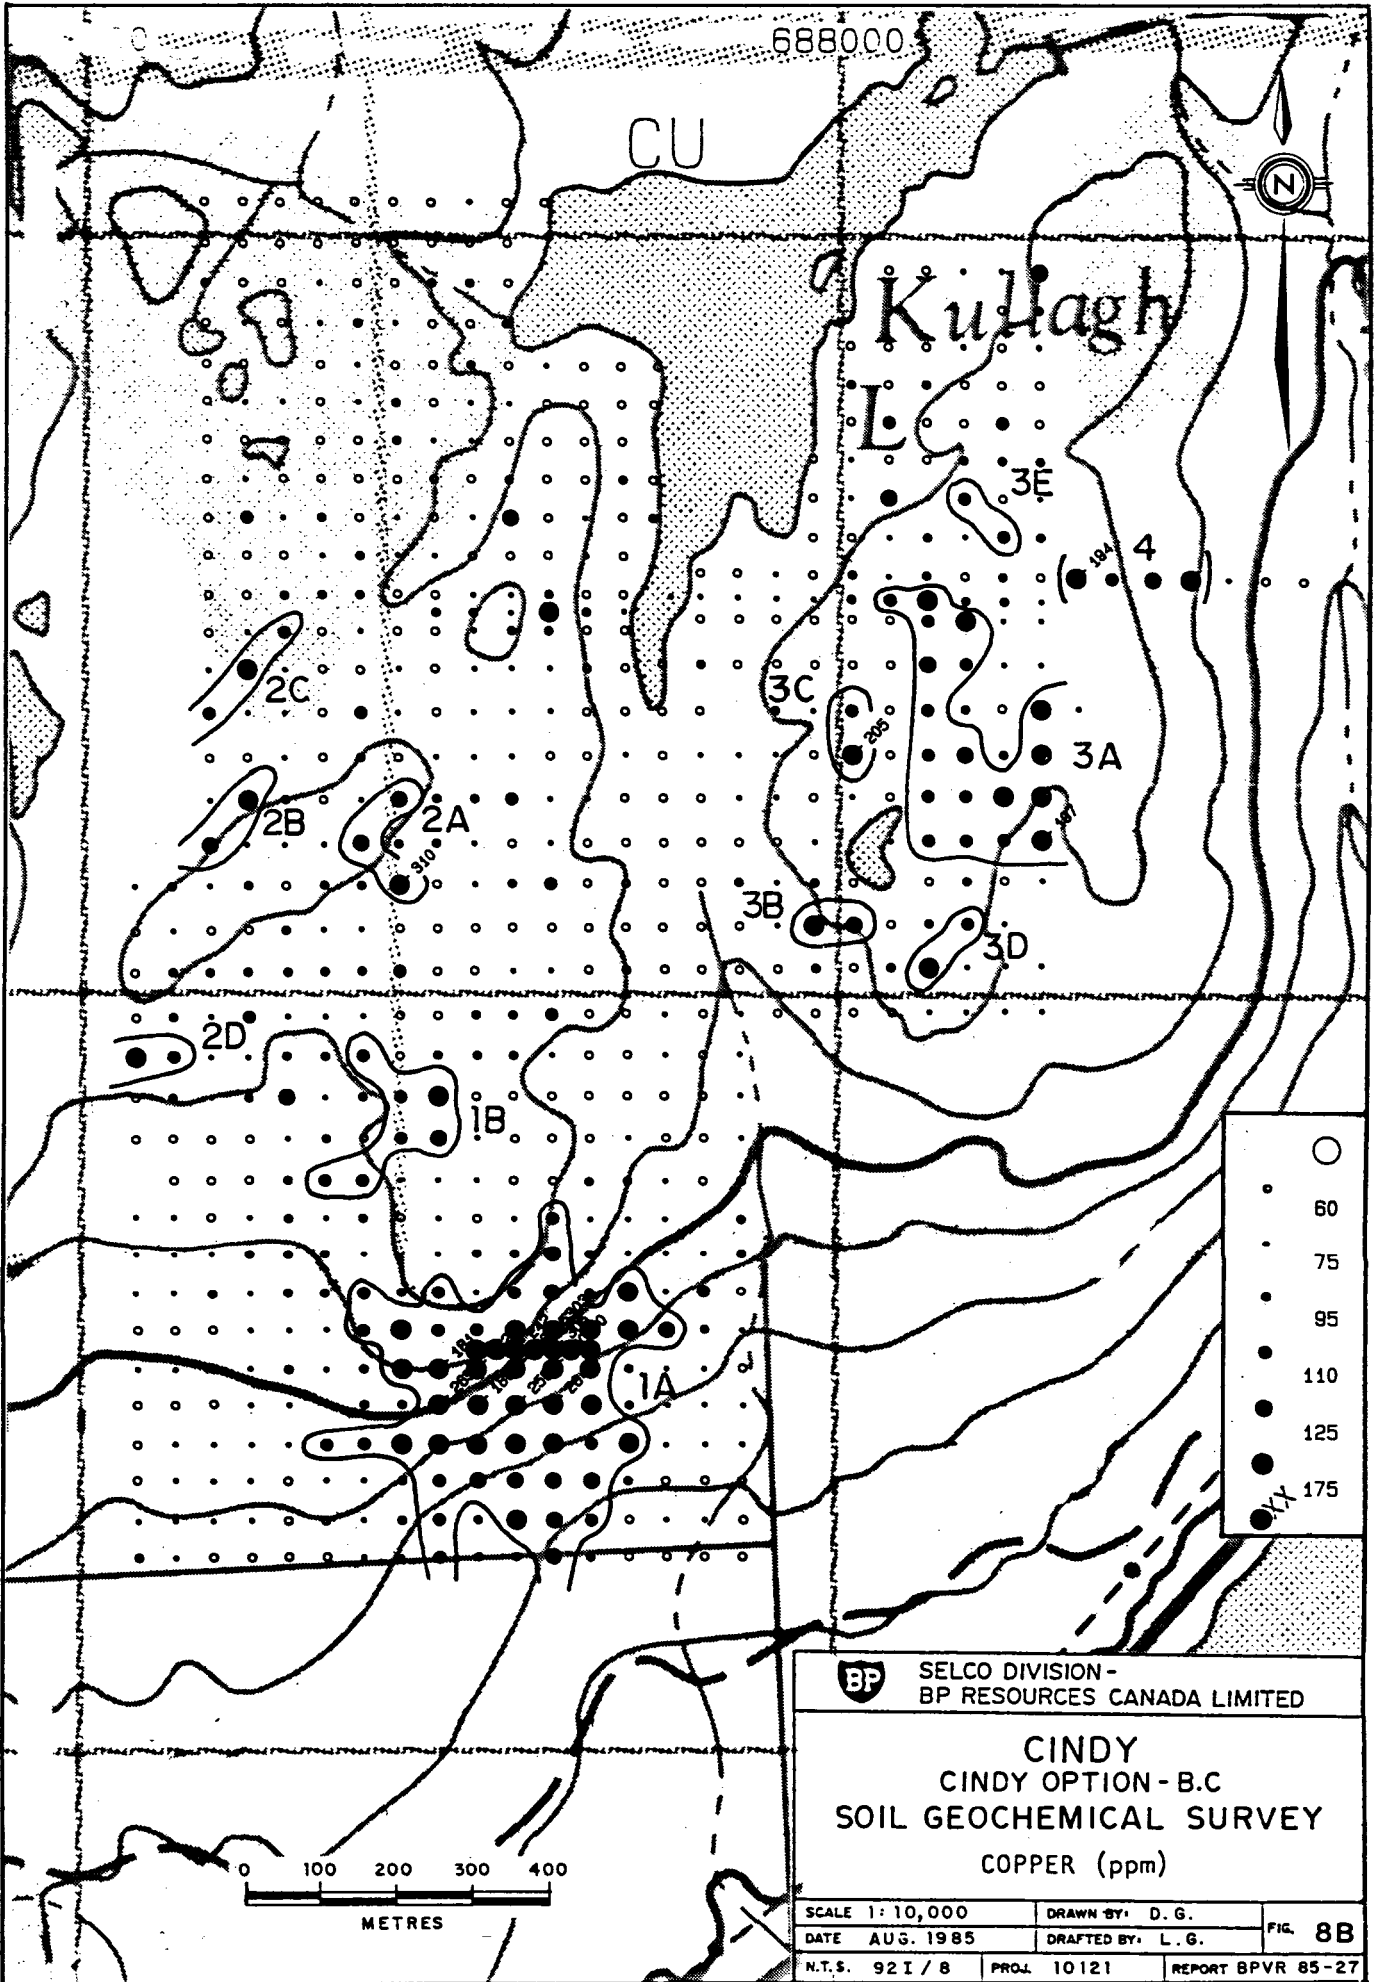 688000
CU
Kullagh
L
3E
194
4
2C
3C
205
3A
2B
2A
310
197
3B
3D
2D
1B
1A
60
75
95
110
125
175
XX
0 100 200 300 400
METRES
BP
SELCO DIVISION-
BP RESOURCES CANADA LIMITED
CINDY
CINDY OPTION - B.C
SOIL GEOCHEMICAL SURVEY
COPPER (ppm)
SCALE 1: 10,000 DRAWN BY: D. G. FIG. 8B
DATE AUG. 1985 DRAFTED BY: L. G.
N.T.S. 92 I / 8 PROJ. 10121 REPORT BPVR 85-27
N